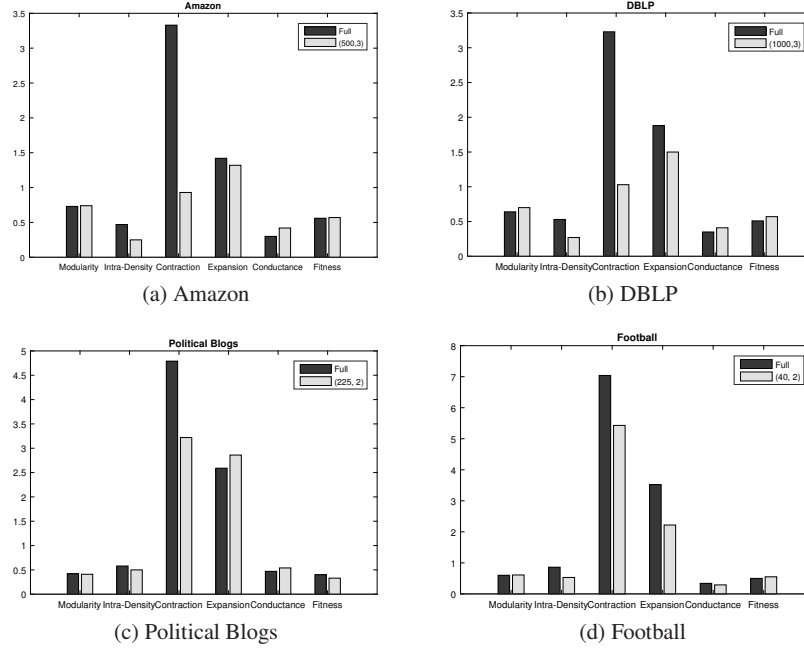 Amazon
3.5
3
2.5
2
1.5
1
0.5
0
Full
(500,3)
Modularity Intra-Density Contraction Expansion Conductance Fitness
(a) Amazon
DBLP
3.5
3
2.5
2
1.5
1
0.5
0
Full
(1000,3)
Modularity Intra-Density Contraction Expansion Conductance Fitness
(b) DBLP
Political Blogs
5
4.5
4
3.5
3
2.5
2
1.5
1
0.5
0
Full
(225, 2)
Modularity Intra-Density Contraction Expansion Conductance Fitness
(c) Political Blogs
Football
8
7
6
5
4
3
2
1
0
Full
(40, 2)
Modularity Intra-Density Contraction Expansion Conductance Fitness
(d) Football